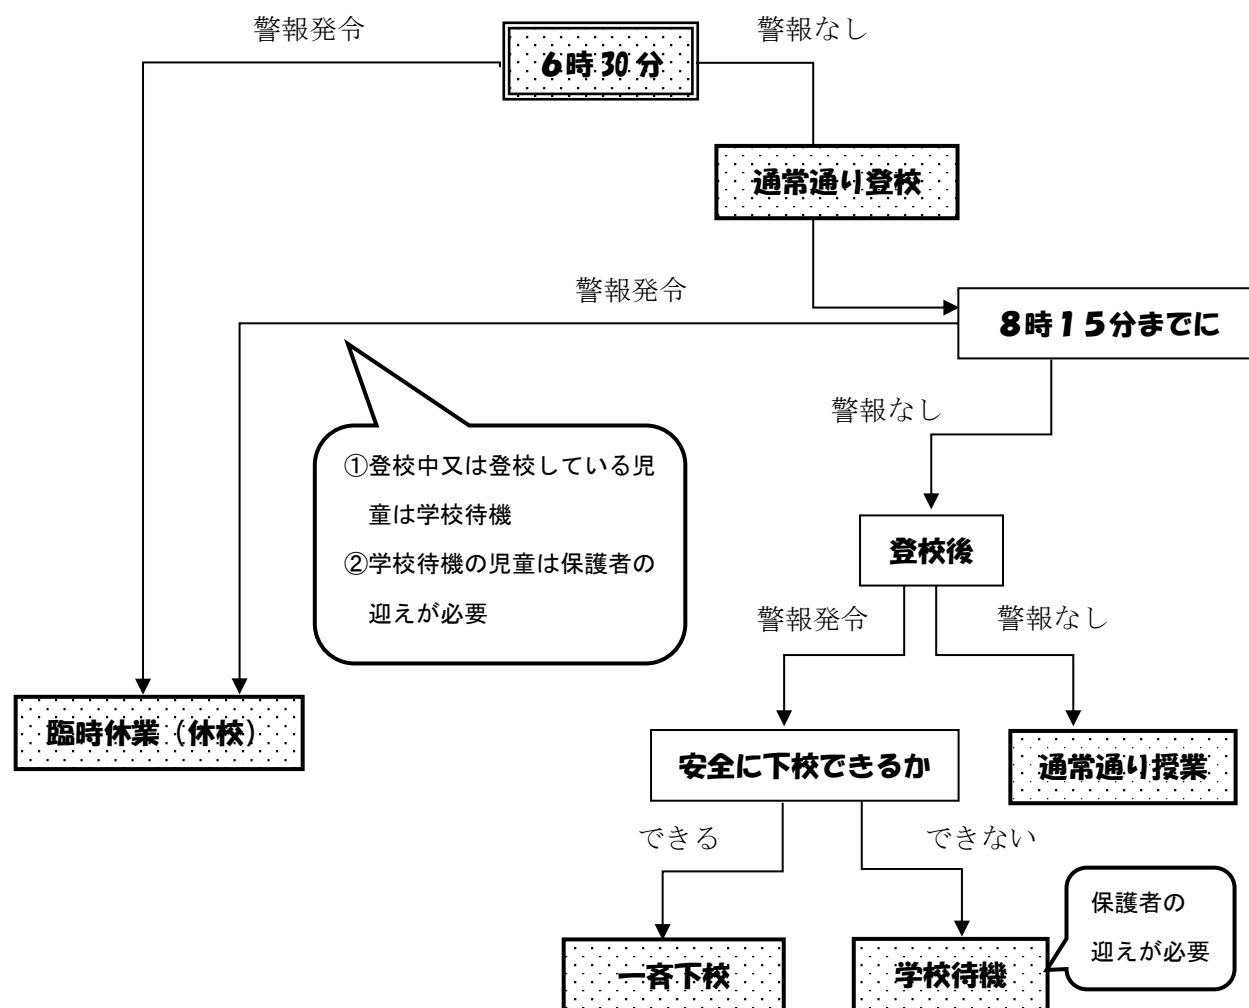 警報発令
警報なし
６時30分
通常通り登校
警報発令
８時１５分までに
警報なし
①登校中又は登校している児
童は学校待機
②学校待機の児童は保護者の
迎えが必要
登校後
警報発令
警報なし
臨時休業（休校）
安全に下校できるか
通常通り授業
できる
できない
保護者の
迎えが必要
一斉下校
学校待機